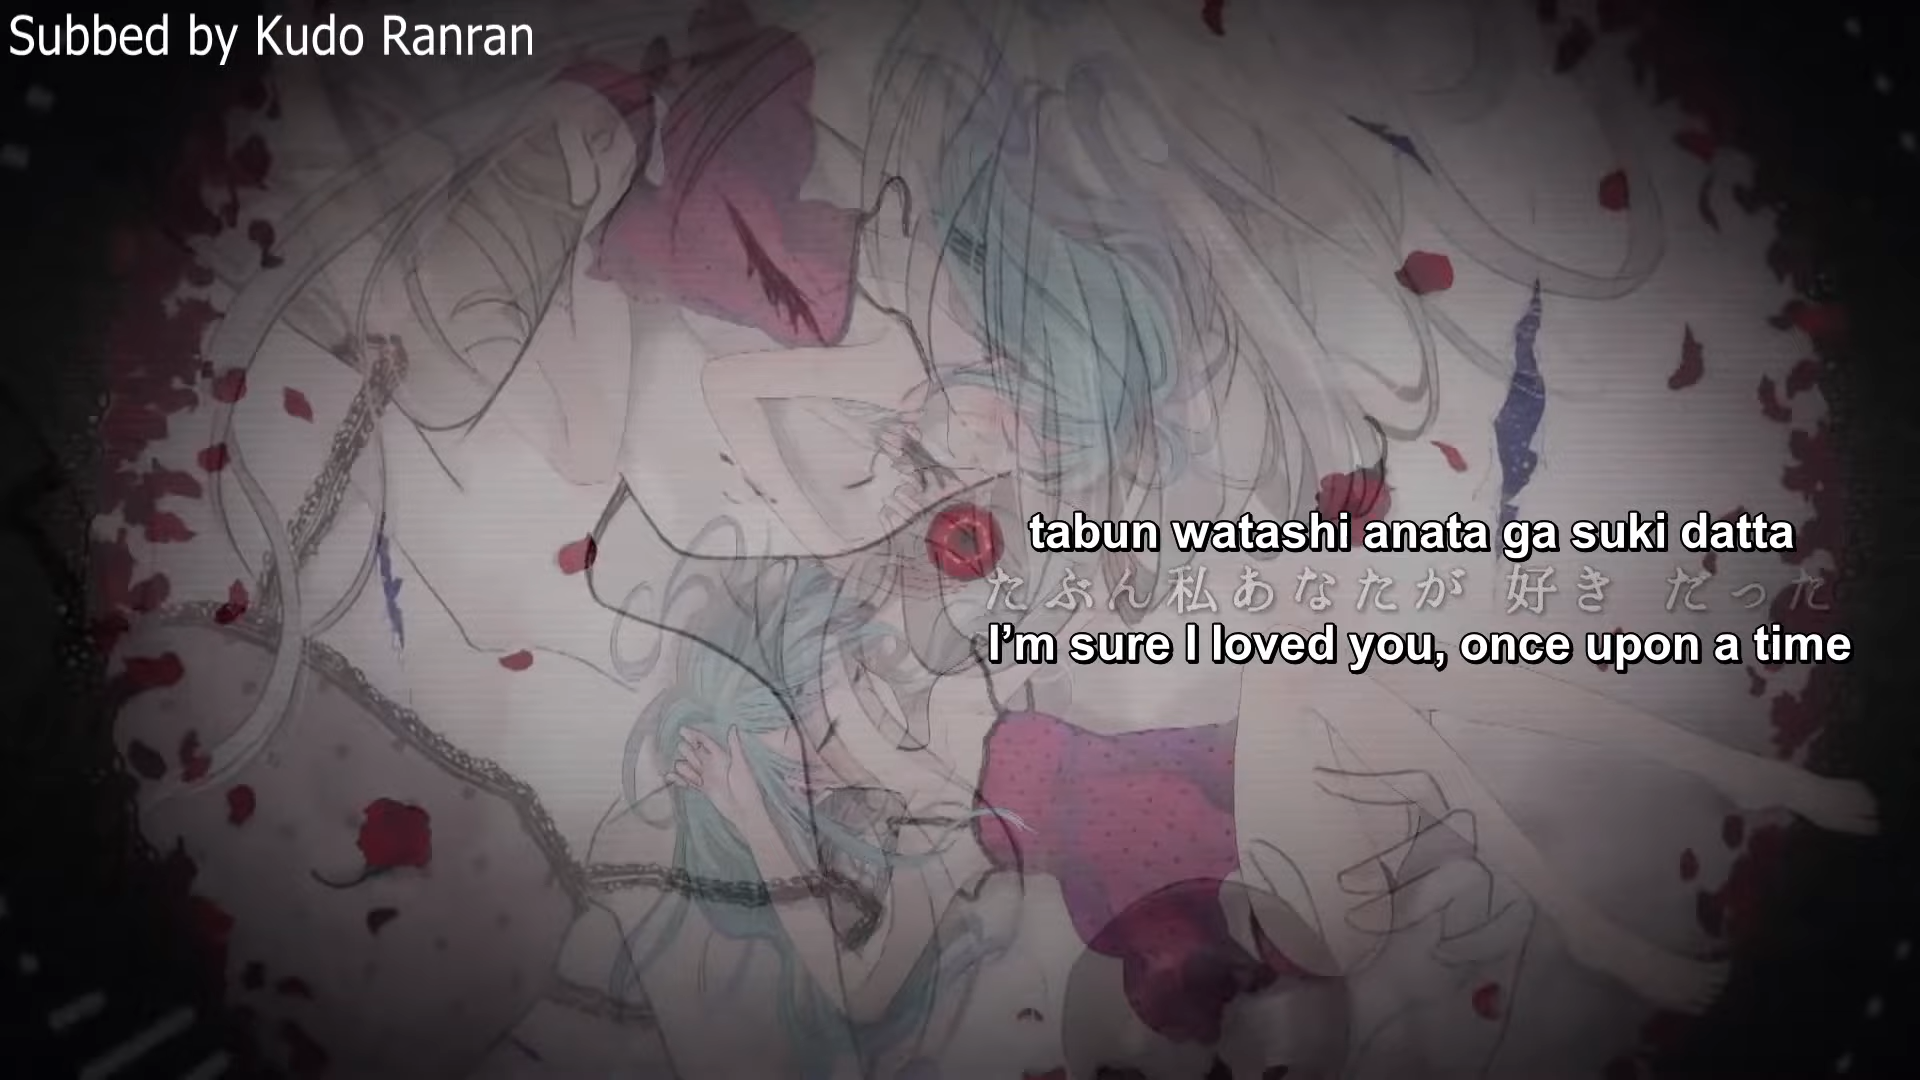 Subbed by Kudo Ranran
tabun watashi anata ga suki datta
たぶん私あなたが 好き だった
I'm sure I loved you, once upon a time